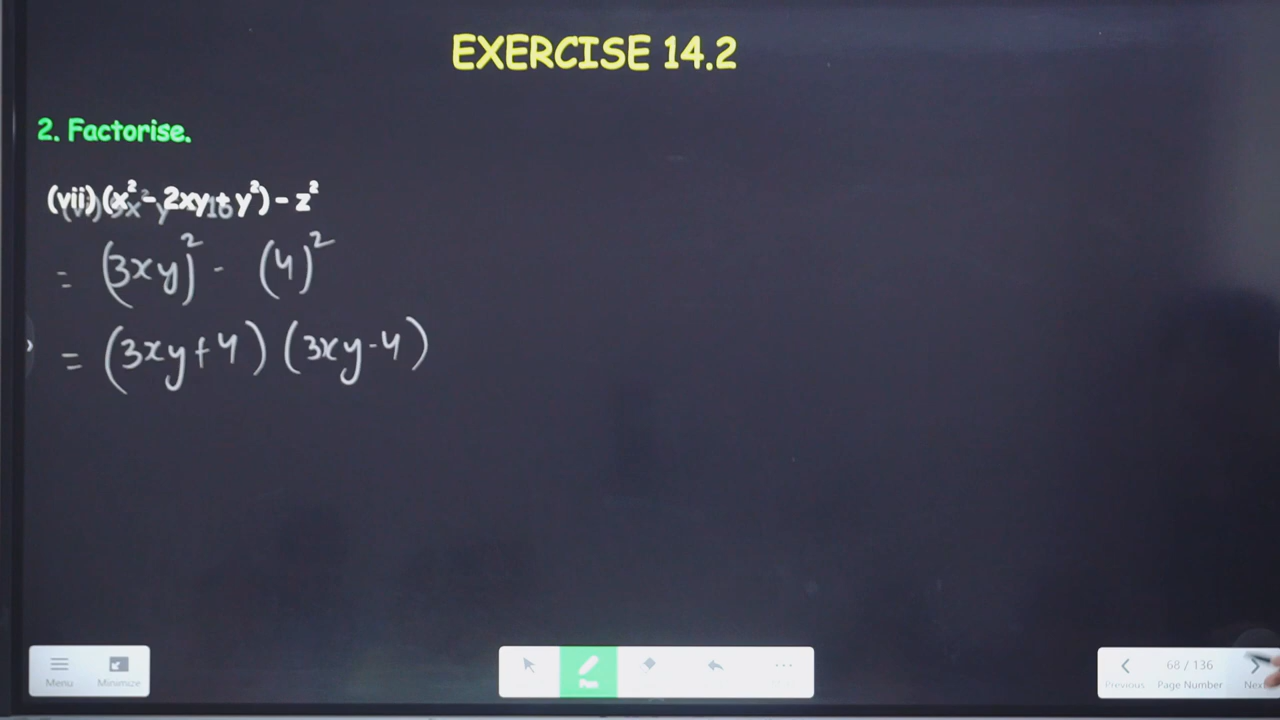 EXERCISE 14.2
2. Factorise.
(vii) (x² - 2xy + y²) - z²
= (3xy)² - (4)²
= (3xy+4) (3xy-4)
Menu
Minimize
Pen
Previous
68 / 136
Page Number